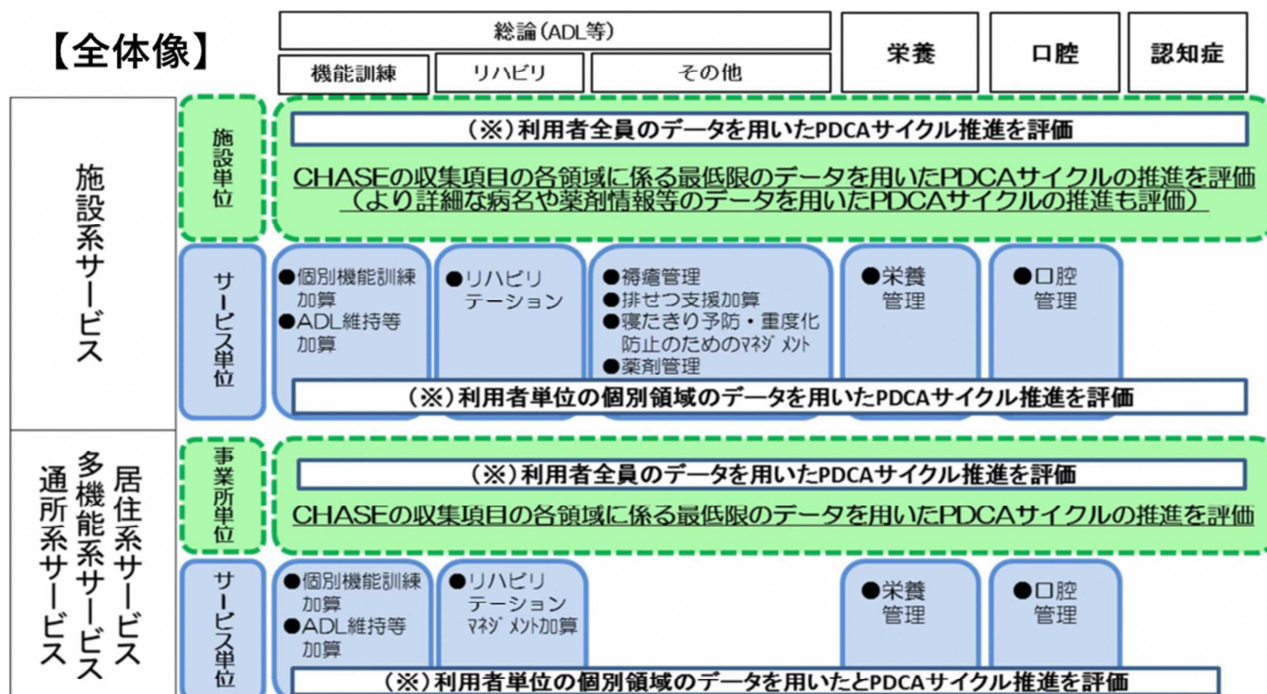 【全体像】
総論(ADL等)
機能訓練
リハビリ
その他
栄養
口腔
認知症
施設系サービス
施設単位
(※)利用者全員のデータを用いたPDCAサイクル推進を評価
CHASEの収集項目の各領域に係る最低限のデータを用いたPDCAサイクルの推進を評価
(より詳細な病名や薬剤情報等のデータを用いたPDCAサイクルの推進も評価)
サービス単位
●個別機能訓練
加算
●ADL維持等
加算
●リハビリ
テーション
●褥瘡管理
●排せつ支援加算
●寝たきり予防・重度化
防止のためのマネジメント
●薬剤管理
●栄養
管理
●口腔
管理
(※)利用者単位の個別領域のデータを用いたPDCAサイクル推進を評価
居住系サービス
多機能系サービス
通所系サービス
事業所単位
(※)利用者全員のデータを用いたPDCAサイクル推進を評価
CHASEの収集項目の各領域に係る最低限のデータを用いたPDCAサイクルの推進を評価
サービス単位
●個別機能訓練
加算
●ADL維持等
加算
●リハビリ
テーション
マネジメント加算
●栄養
管理
●口腔
管理
(※)利用者単位の個別領域のデータを用いたとPDCAサイクル推進を評価